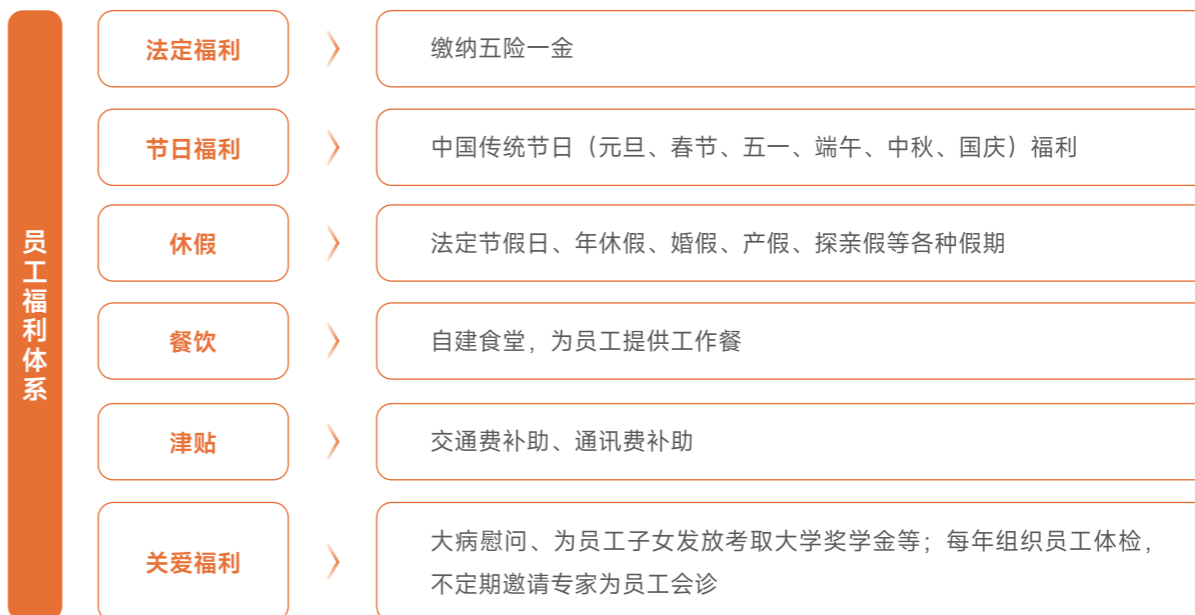 员工福利体系
法定福利
缴纳五险一金
节日福利
中国传统节日（元旦、春节、五一、端午、中秋、国庆）福利
休假
法定节假日、年休假、婚假、产假、探亲假等各种假期
餐饮
自建食堂，为员工提供工作餐
津贴
交通费补助、通讯费补助
关爱福利
大病慰问、为员工子女发放考取大学奖学金等；每年组织员工体检，
不定期邀请专家为员工会诊